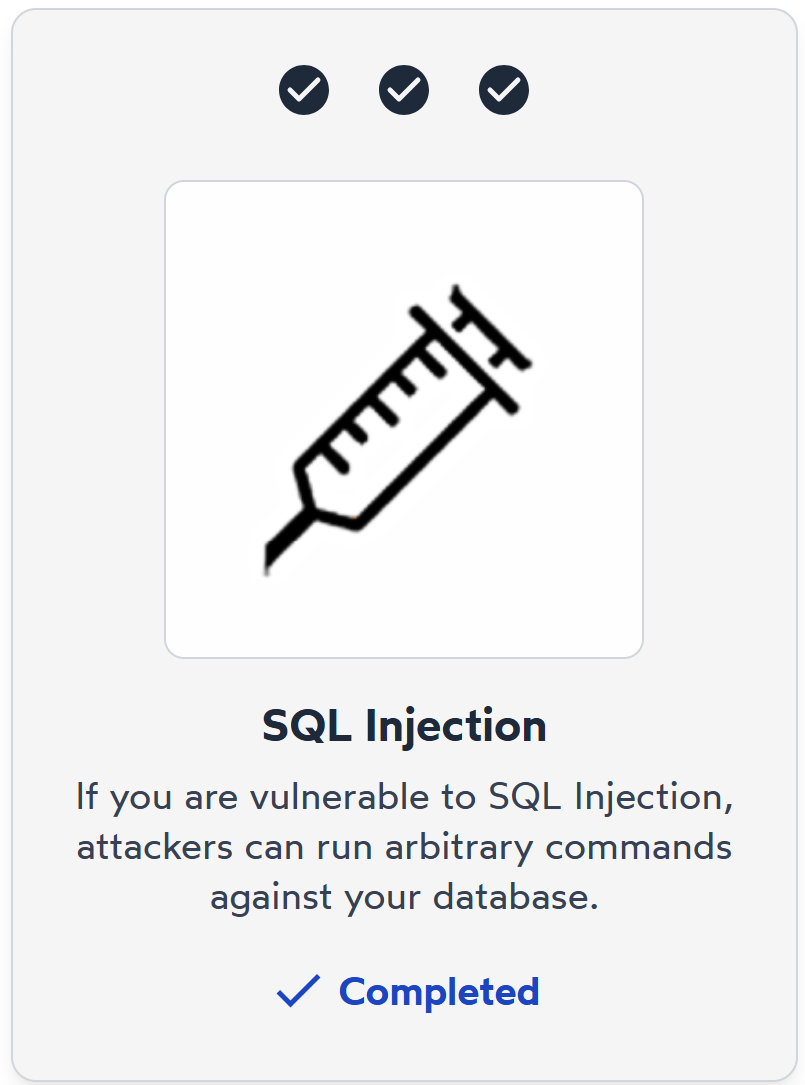 SQL Injection
If you are vulnerable to SQL Injection,
attackers can run arbitrary commands
against your database.
Completed